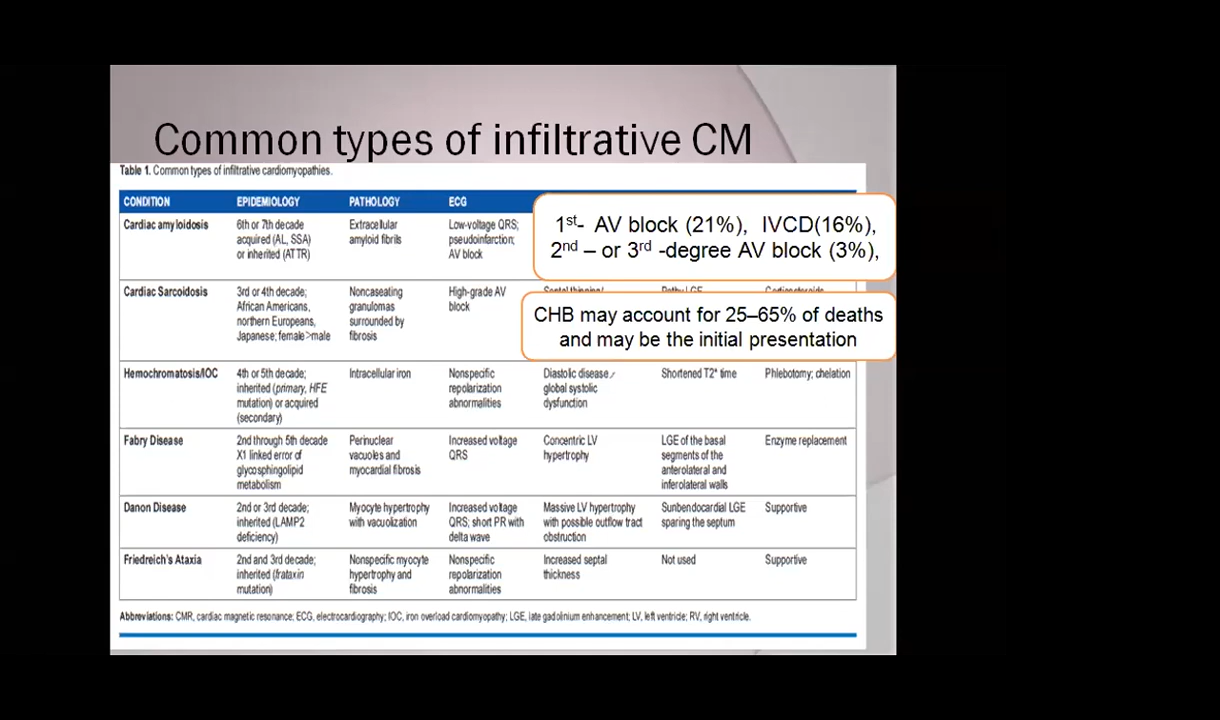 Common types of infiltrative CM
Table 1. Common types of infiltrative cardiomyopathies.
CONDITION EPIDEMIOLOGY PATHOLOGY ECG
Cardiac amyloidosis 6th or 7th decade Extracellular Low-voltage QRS;
acquired (AL, SSA) amyloid fibrils pseudoinfarction;
or inherited (ATTR) AV block
1st- AV block (21%), IVCD(16%),
2nd – or 3rd -degree AV block (3%),
Cardiac Sarcoidosis 3rd or 4th decade; Noncaseating High-grade AV
African Americans, granulomas block
northern Europeans, surrounded by
Japanese; female>male fibrosis
CHB may account for 25–65% of deaths
and may be the initial presentation
Hemochromatosis/IOC 4th or 5th decade; Intracellular iron Nonspecific Diastolic disease; Shortened T2* time Phlebotomy; chelation
inherited (primary, HFE repolarization global systolic
mutation) or acquired abnormalities dysfunction
(secondary)
Fabry Disease 2nd through 5th decade Perinuclear Increased voltage Concentric LV LGE of the basal Enzyme replacement
X1 linked error of vacuoles and QRS hypertrophy segments of the
glycosphingolipid myocardial fibrosis anterolateral and
metabolism inferolateral walls
Danon Disease 2nd or 3rd decade; Myocyte hypertrophy Increased voltage Massive LV hypertrophy Sunbendocardial LGE Supportive
inherited (LAMP2 with vacuolization QRS; short PR with with possible outflow tract sparing the septum
deficiency) delta wave obstruction
Friedreich's Ataxia 2nd and 3rd decade; Nonspecific myocyte Nonspecific Increased septal Not used Supportive
inherited (frataxin hypertrophy and repolarization thickness
mutation) fibrosis abnormalities
Abbreviations: CMR, cardiac magnetic resonance; ECG, electrocardiography; IOC, iron overload cardiomyopathy; LGE, late gadolinium enhancement; LV, left ventricle; RV, right ventricle.